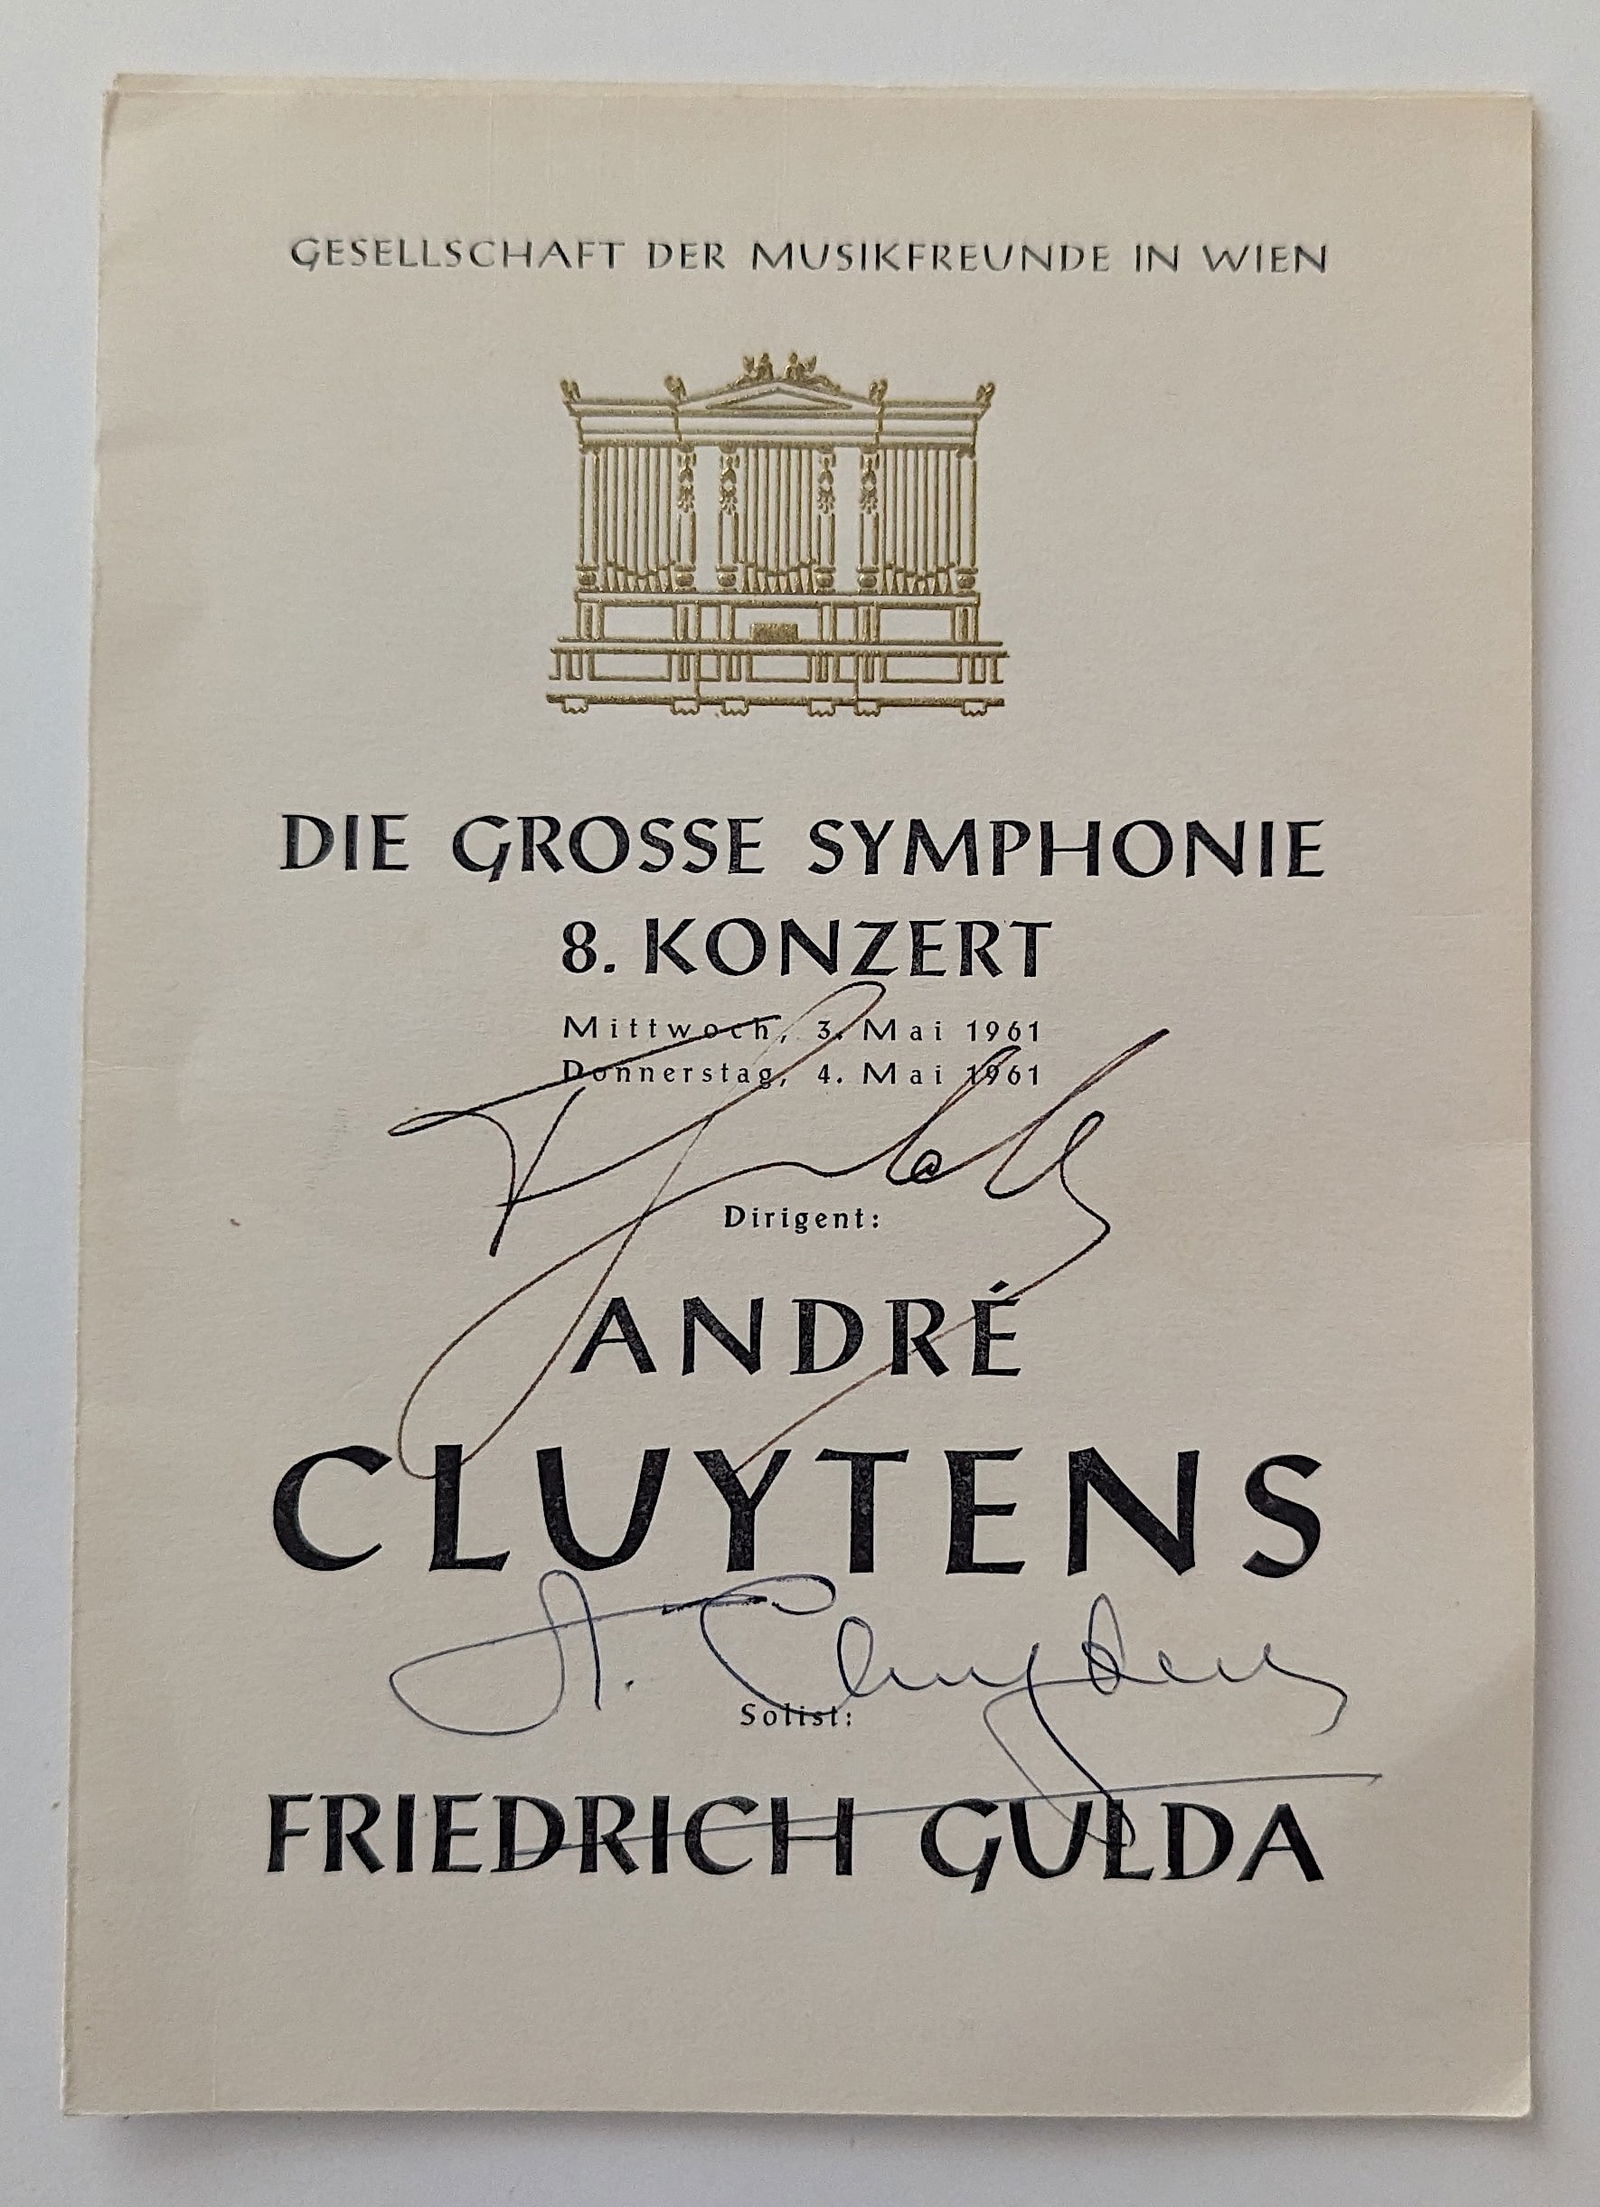 GESELLSCHAFT DER MUSIKFREUNDE IN WIEN
DIE GROSSE SYMPHONIE
8. KONZERT
Mittwoch, 3. Mai 1961
Donnerstag, 4. Mai 1961
Dirigent:
ANDRÉ
CLUYTENS
A. Cluytens
Solist:
FRIEDRICH GULDA